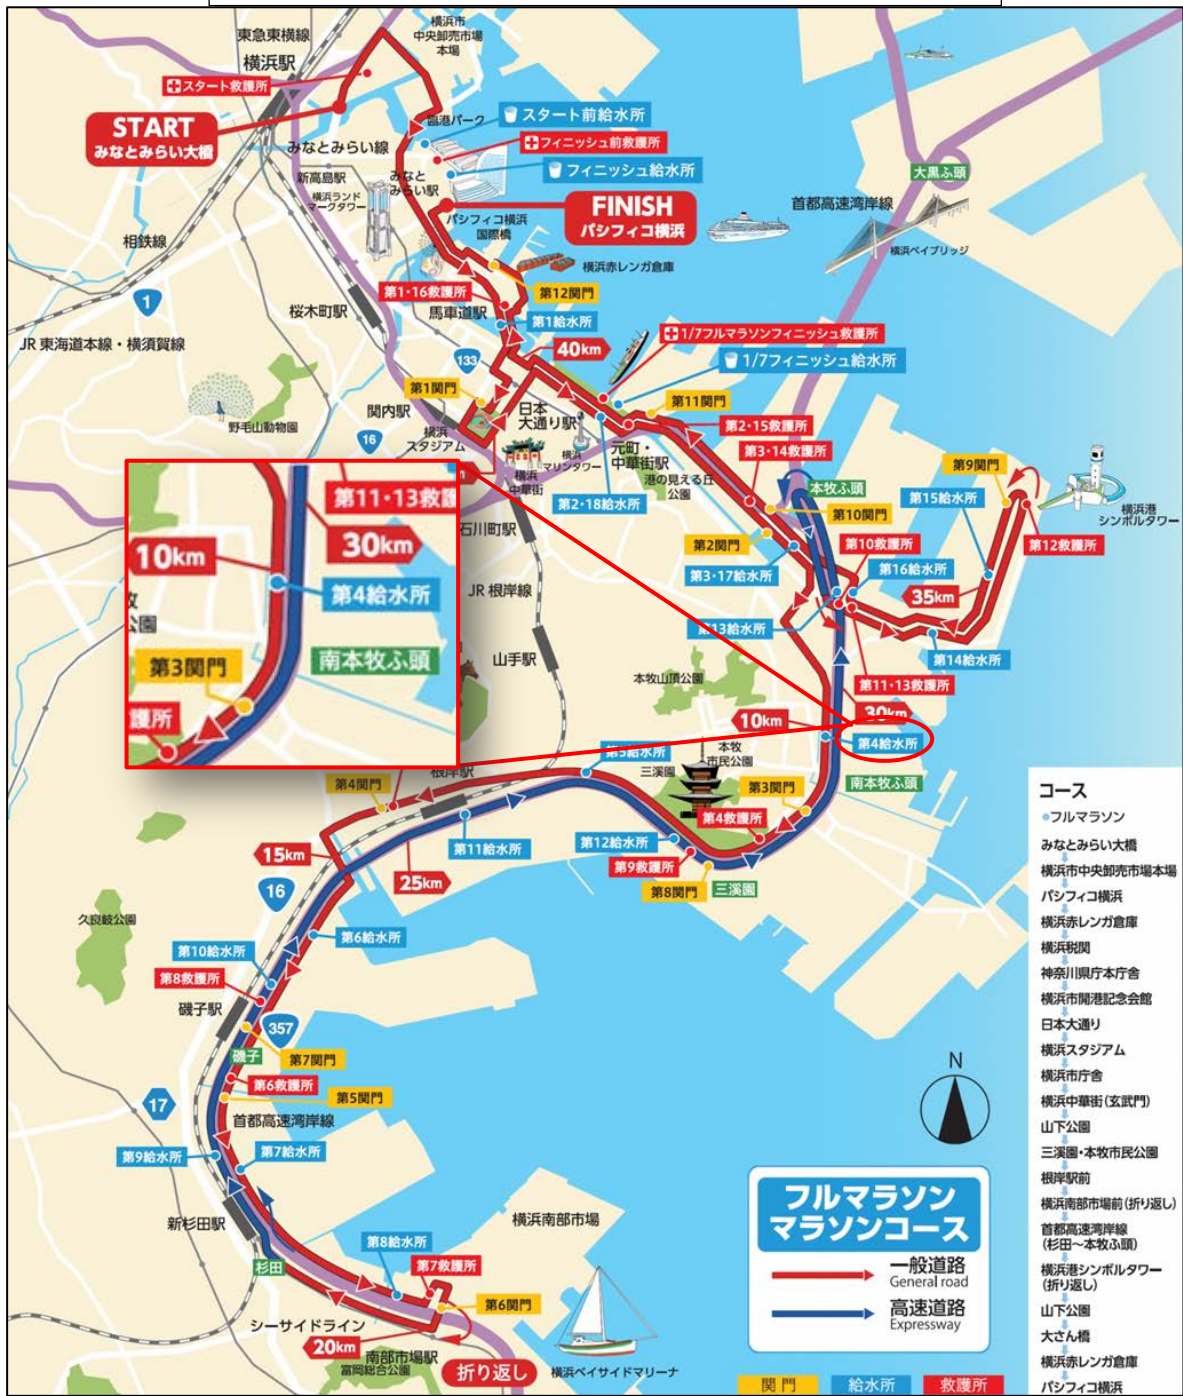 横浜市
中央卸売市場
本場
東急東横線
横浜駅
スタート救護所
START
みなとみらい大橋
臨港パーク
スタート前給水所
みなとみらい線
フィニッシュ前救護所
フィニッシュ給水所
新高島駅
みなと
みらい駅
横浜ランド
マークタワー
FINISH
パシフィコ横浜
パシフィコ横浜
国際橋
大黒ふ頭
首都高速湾岸線
横浜ベイブリッジ
相鉄線
横浜赤レンガ倉庫
第1・16救護所
第12関門
1
桜木町駅
馬車道駅
第1給水所
JR 東海道本線・横須賀線
40km
1/7フルマラソンフィニッシュ救護所
133
1/7フィニッシュ給水所
第1関門
関内駅
日本
大通り駅
第11関門
野毛山動物園
16
横浜
スタジアム
第2・15救護所
元町・
中華街駅
横浜
マリンタワー
横浜
中華街
第3・14救護所
港の見える丘
公園
第2・18給水所
本牧ふ頭
第10関門
第9関門
第15給水所
横浜港
シンボルタワー
第12救護所
石川町駅
第2関門
第10救護所
第3・17給水所
第16給水所
JR 根岸線
35km
第13給水所
第14給水所
山手駅
本牧山頂公園
第11・13救護所
30km
10km
第4給水所
第11・13救護
10km
30km
第4給水所
公園
第3関門
南本牧ふ頭
護所
第5給水所
本牧
市民公園
三溪園
根岸駅
第4関門
第3関門
南本牧ふ頭
第4救護所
第12給水所
第11給水所
第9救護所
15km
25km
第8関門
三溪園
16
久良岐公園
第6給水所
第10給水所
第8救護所
磯子駅
357
磯子
第7関門
第6救護所
第5関門
17
首都高速湾岸線
第9給水所
第7給水所
新杉田駅
横浜南部市場
第8給水所
杉田
第7救護所
第6関門
シーサイドライン
20km
南部市場駅
富岡総合公園
折り返し
横浜ベイサイドマリーナ
N
フルマラソン
マラソンコース
一般道路
General road
高速道路
Expressway
関門
給水所
救護所
コース
フルマラソン
みなとみらい大橋
横浜市中央卸売市場本場
パシフィコ横浜
横浜赤レンガ倉庫
横浜税関
神奈川県庁本庁舎
横浜市開港記念会館
日本大通り
横浜スタジアム
横浜市庁舎
横浜中華街(玄武門)
山下公園
三溪園・本牧市民公園
根岸駅前
横浜南部市場前(折り返し)
首都高速湾岸線
(杉田～本牧ふ頭)
横浜港シンボルタワー
(折り返し)
山下公園
大さん橋
横浜赤レンガ倉庫
パシフィコ横浜